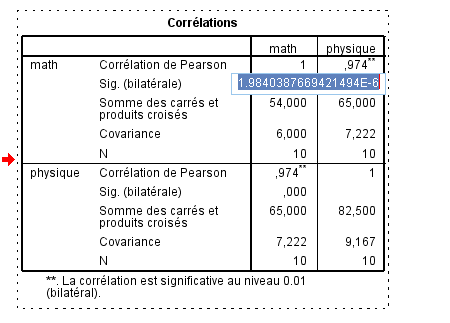 Corrélations
math physique
math Corrélation de Pearson 1 ,974**
Sig. (bilatérale) 1.9840387669421494E-6
Somme des carrés et
produits croisés 54,000 65,000
Covariance 6,000 7,222
N 10 10
physique Corrélation de Pearson ,974** 1
Sig. (bilatérale) ,000
Somme des carrés et
produits croisés 65,000 82,500
Covariance 7,222 9,167
N 10 10
**. La corrélation est significative au niveau 0.01
(bilatéral).